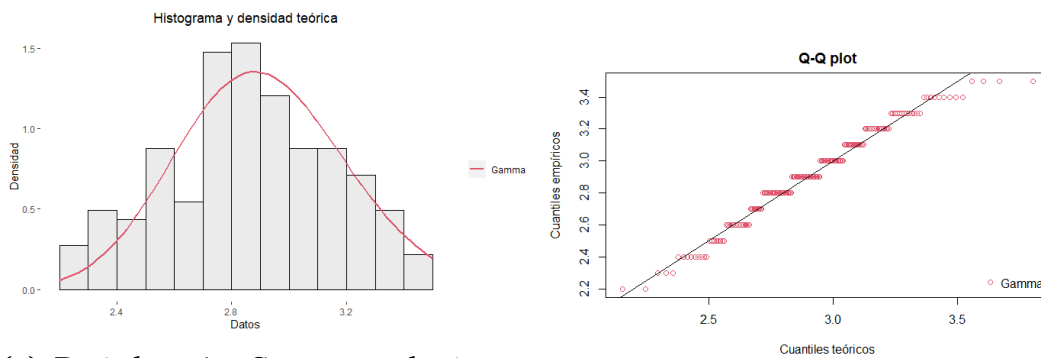 Histograma y densidad teórica
1.5
1.0
0.5
0.0
Densidad
2.4
2.8
3.2
Datos
Gamma
Q-Q plot
3.4
3.2
3.0
2.8
2.6
2.4
2.2
Cuantiles empíricos
2.5
3.0
3.5
Cuantiles teóricos
Gamma